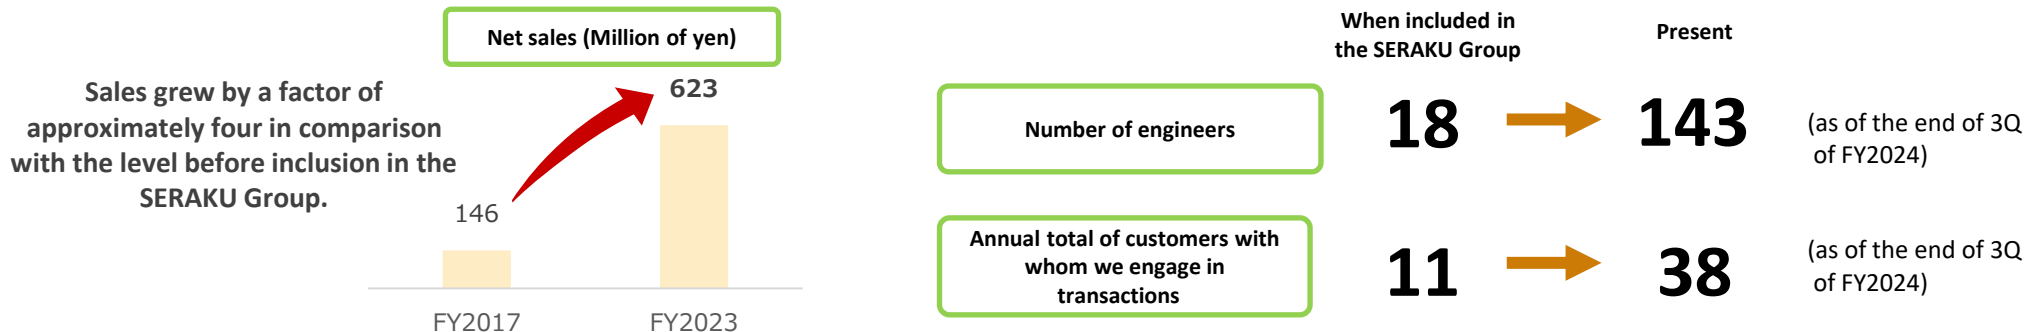 Net sales (Million of yen)
Sales grew by a factor of
approximately four in comparison
with the level before inclusion in the
SERAKU Group.
623
146
FY2017
FY2023
When included in
the SERAKU Group
Present
Number of engineers
18
143
(as of the end of 3Q
of FY2024)
Annual total of customers with
whom we engage in
transactions
11
38
(as of the end of 3Q
of FY2024)